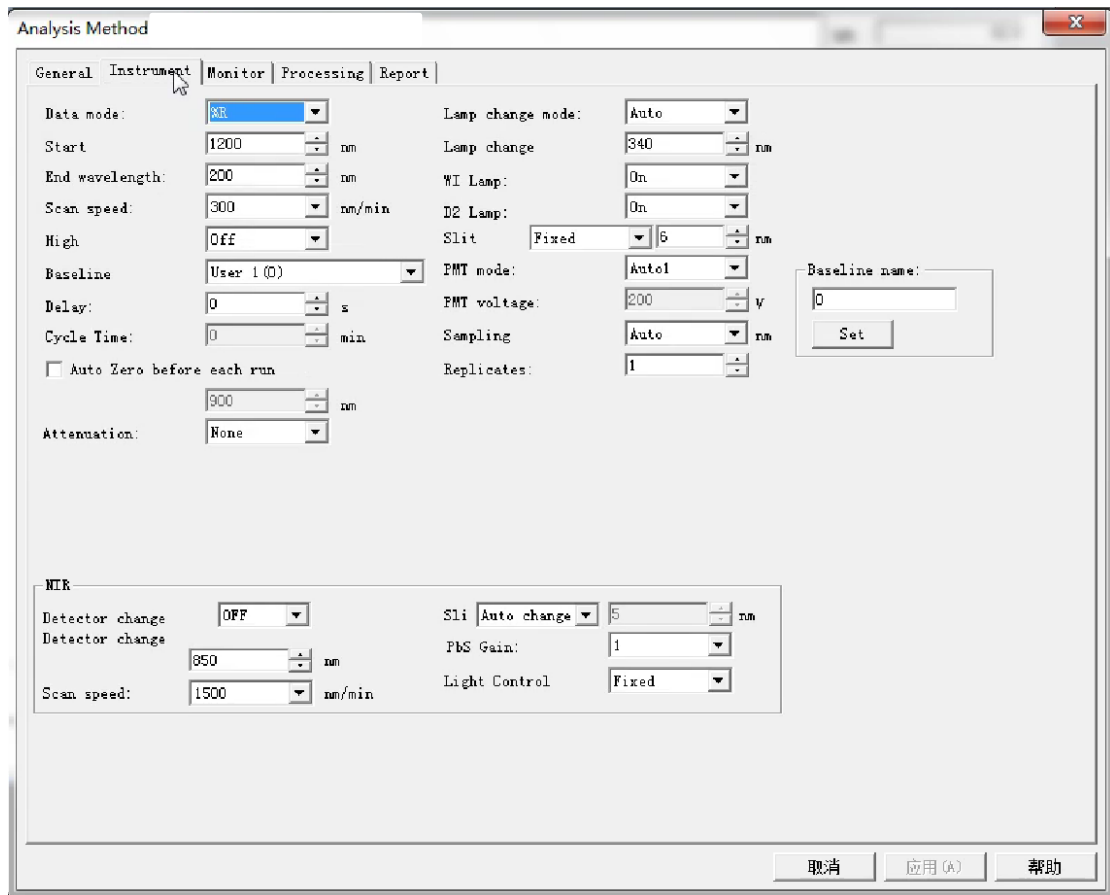 Analysis Method
General Instrument Monitor Processing Report
Data mode: %R Lamp change mode: Auto
Start 1200 nm Lamp change 340 nm
End wavelength: 200 nm WI Lamp: On
Scan speed: 300 nm/min D2 Lamp: On
High Off Slit Fixed 6 nm
Baseline User 1(0) PMT mode: Auto1 Baseline name:
Delay: 0 s PMT voltage: 200 V 0
Cycle Time: 0 min Sampling Auto nm Set
Auto Zero before each run Replicates: 1
900 nm
Attenuation: None
NIR
Detector change OFF Sli Auto change 5 nm
Detector change
850 nm PbS Gain: 1
Scan speed: 1500 nm/min Light Control Fixed
取消 应用(A) 帮助